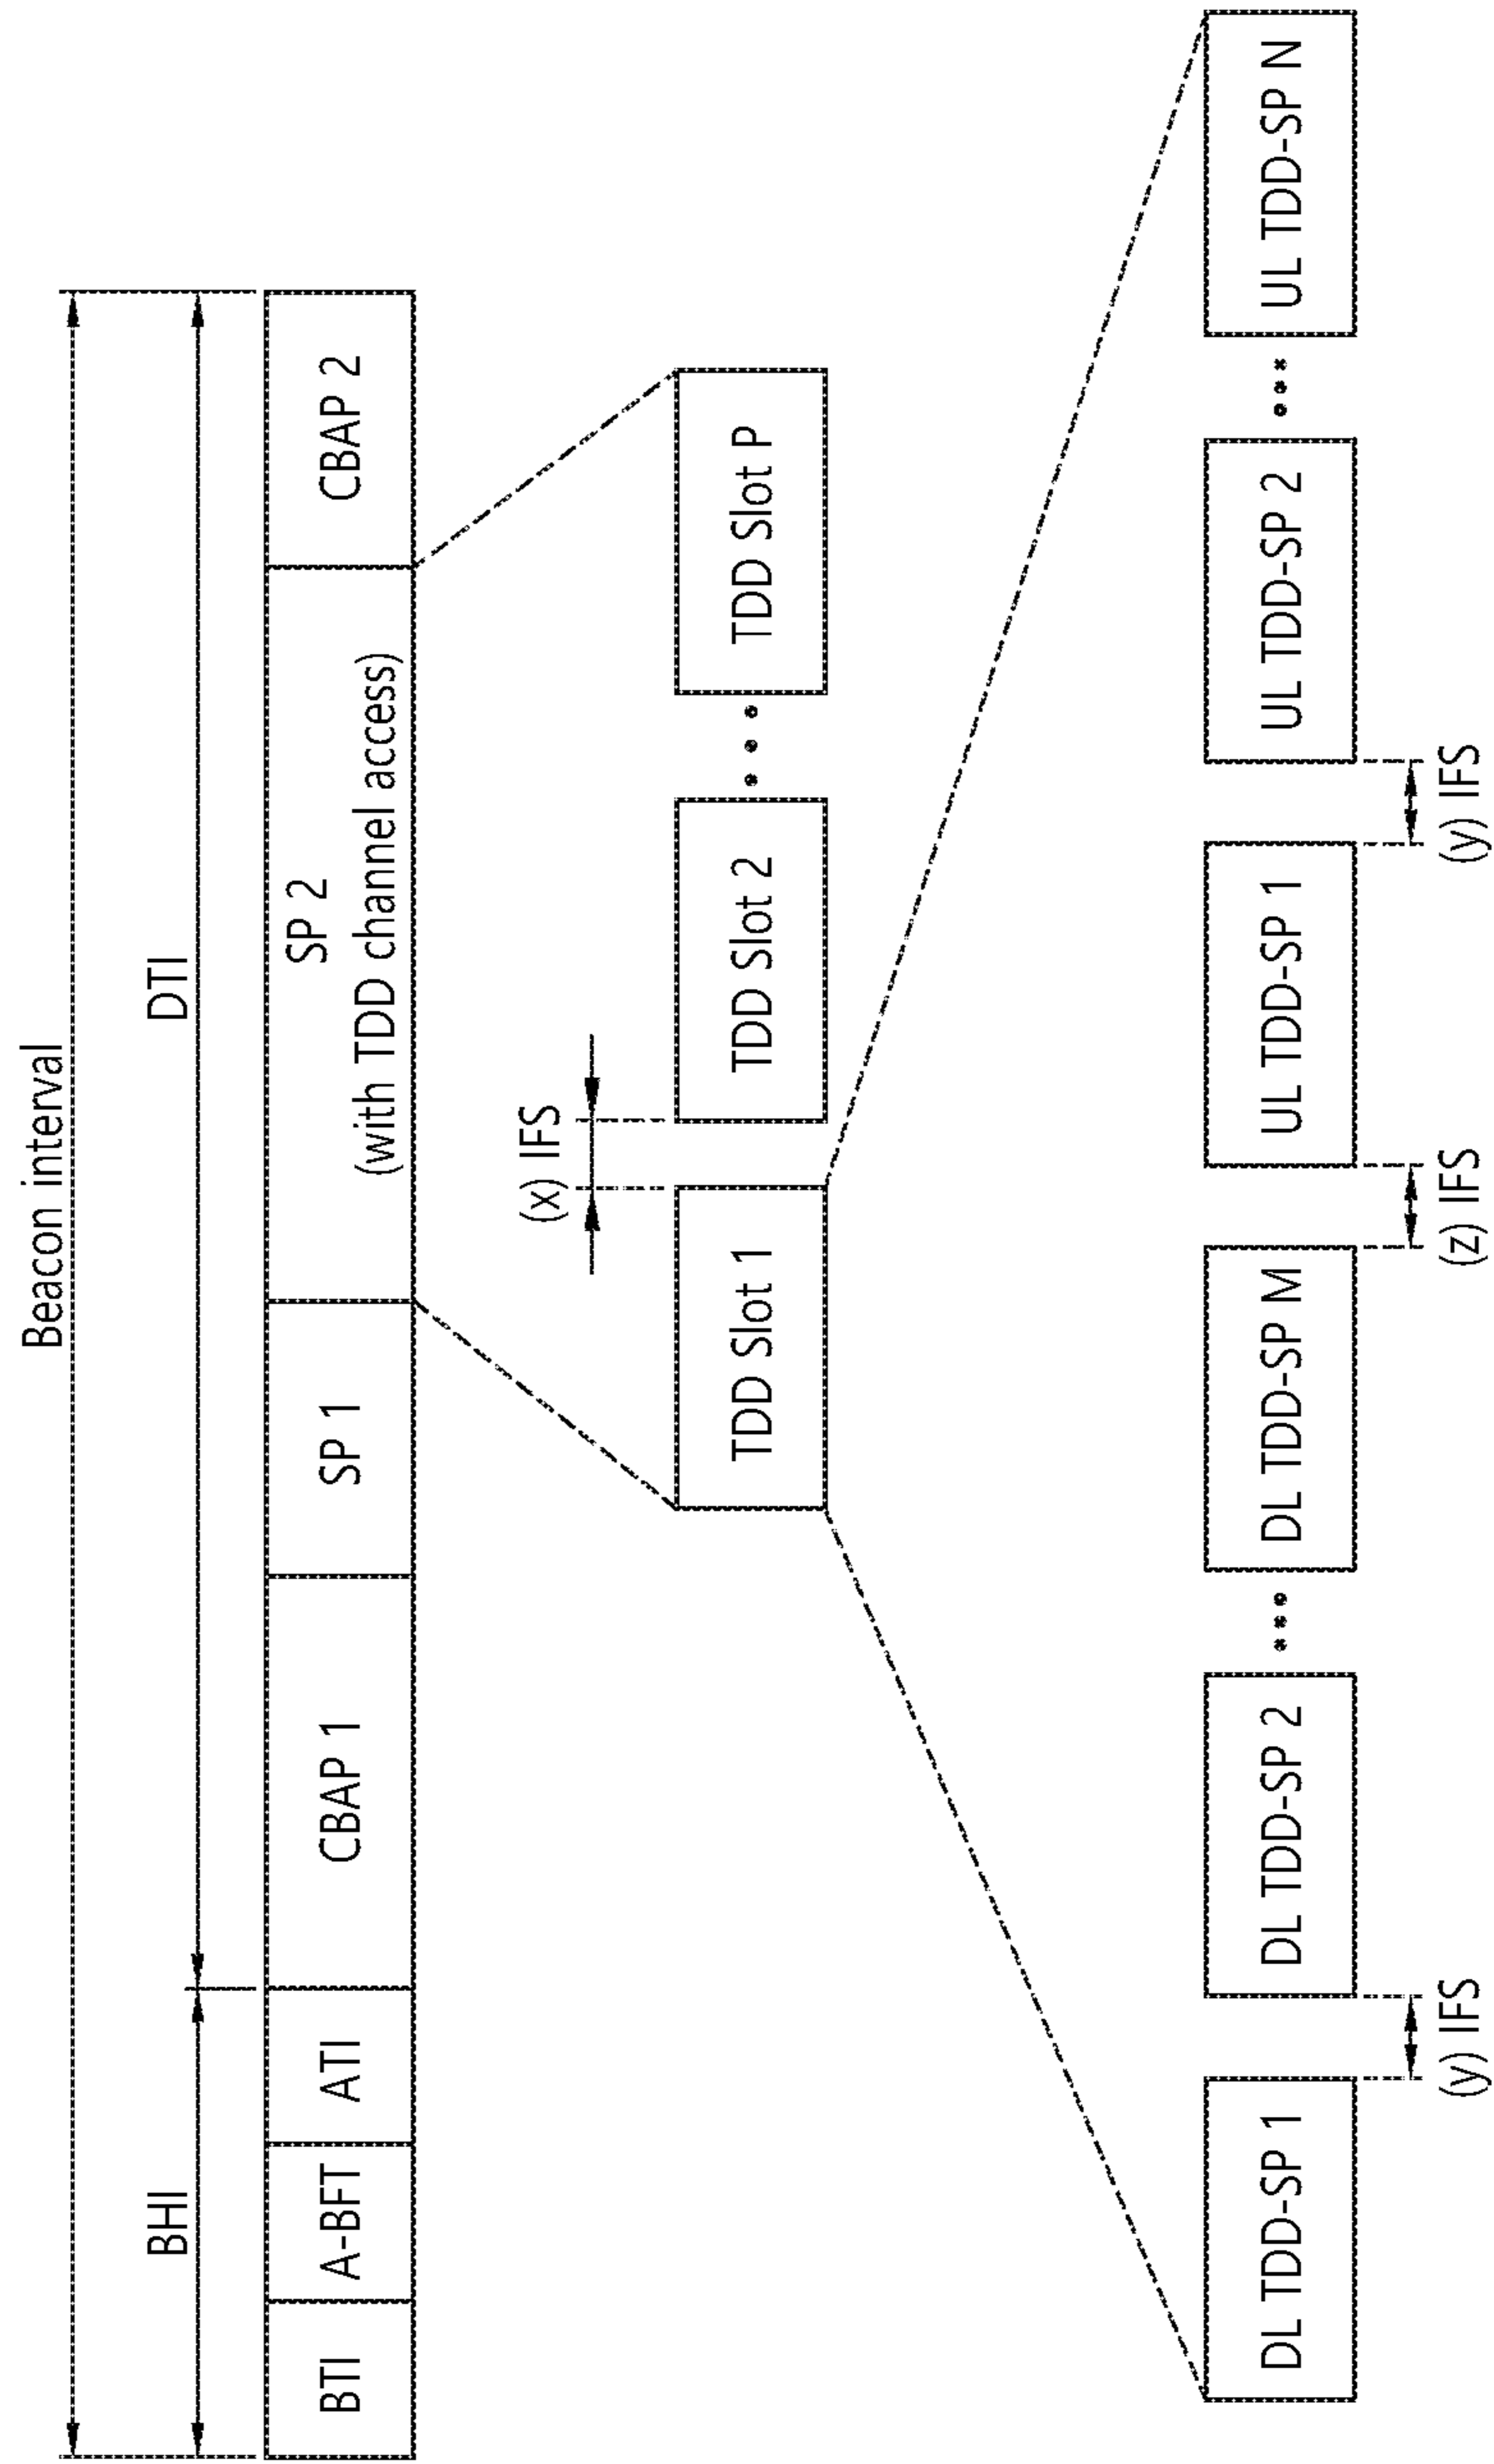 Beacon interval
BHI
DTI
BTI
A-BFT
ATI
CBAP 1
SP 1
SP 2
(with TDD channel access)
CBAP 2
(x) IFS
TDD Slot 1
TDD Slot 2
•••
TDD Slot P
DL TDD-SP 1
DL TDD-SP 2
•••
DL TDD-SP M
UL TDD-SP 1
UL TDD-SP 2
•••
UL TDD-SP N
(y) IFS
(z) IFS
(y) IFS